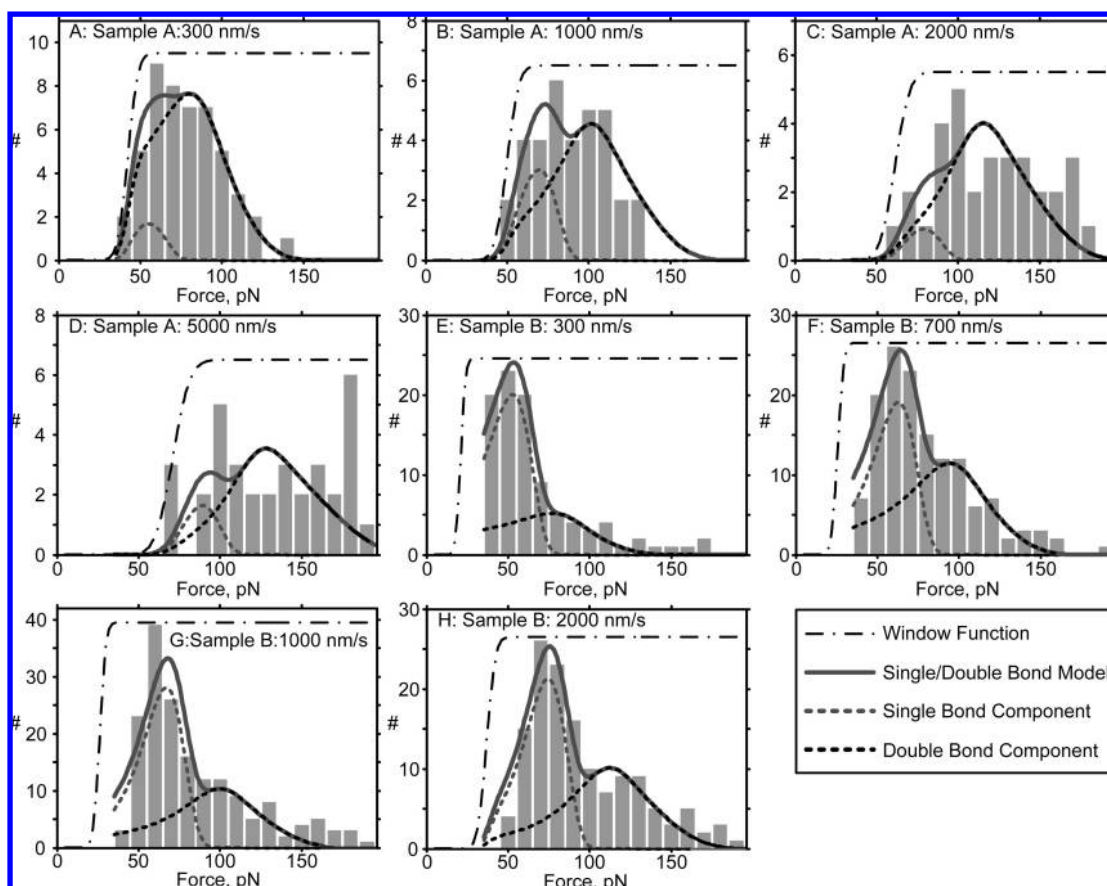 A: Sample A:300 nm/s
10
8
6
4
2
0
#
0 50 100 150
Force, pN
B: Sample A: 1000 nm/s
8
6
4
2
0
#
0 50 100 150
Force, pN
C: Sample A: 2000 nm/s
6
4
2
0
#
0 50 100 150
Force, pN
D: Sample A: 5000 nm/s
8
6
4
2
0
#
0 50 100 150
E: Sample B: 300 nm/s
30
20
10
0
#
0 50 100 150
F: Sample B: 700 nm/s
30
20
10
0
#
0 50 100 150
G:Sample B:1000 nm/s
40
30
20
10
0
#
0 50 100 150
Force, pN
H: Sample B: 2000 nm/s
30
20
10
0
#
0 50 100 150
Force, pN
Window Function
Single/Double Bond Model
Single Bond Component
Double Bond Component